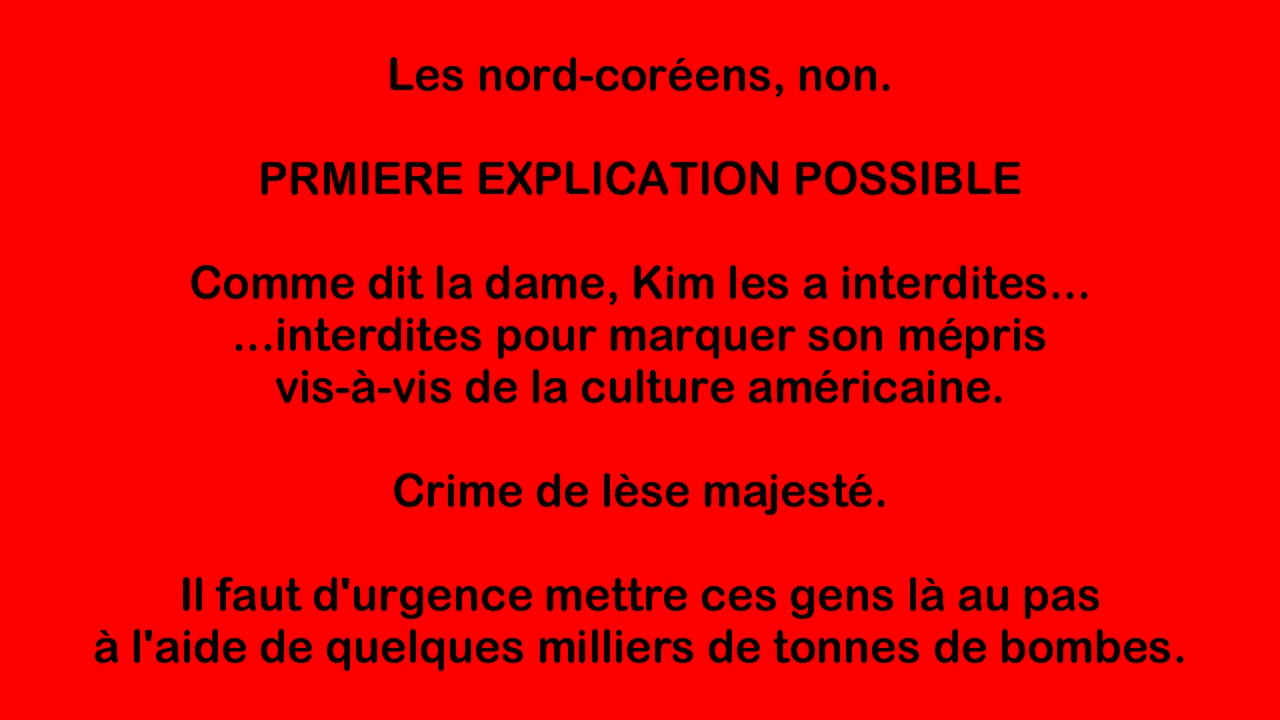 Les nord-coréens, non.
PRMIERE EXPLICATION POSSIBLE
Comme dit la dame, Kim les a interdites...
...interdites pour marquer son mépris
vis-à-vis de la culture américaine.
Crime de lèse majesté.
Il faut d'urgence mettre ces gens là au pas
à l'aide de quelques milliers de tonnes de bombes.